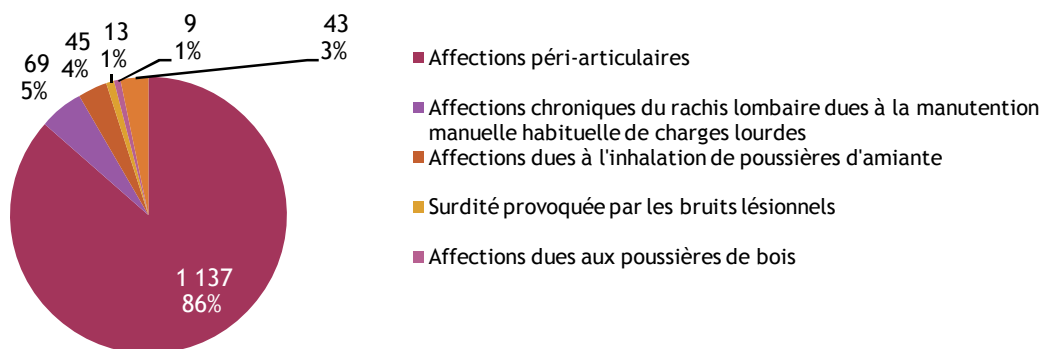 69
5%
45
4%
13
1%
9
1%
43
3%
1 137
86%
Affections péri-articulaires
Affections chroniques du rachis lombaire dues à la manutention
manuelle habituelle de charges lourdes
Affections dues à l'inhalation de poussières d'amiante
Surdité provoquée par les bruits lésionnels
Affections dues aux poussières de bois